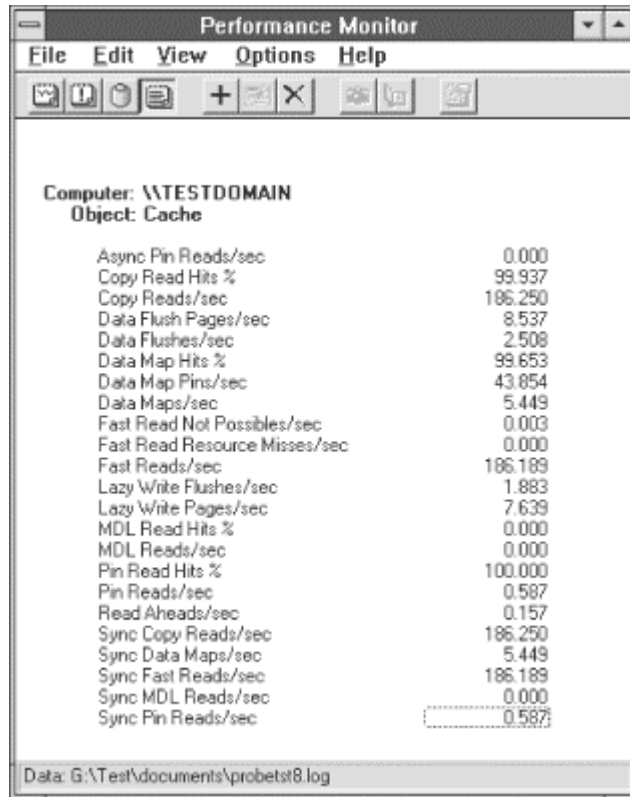 Performance Monitor
File Edit View Options Help
Computer: \\TESTDOMAIN
Object: Cache
Async Pin Reads/sec 0.000
Copy Read Hits % 99.937
Copy Reads/sec 186.250
Data Flush Pages/sec 8.537
Data Flushes/sec 2.508
Data Map Hits % 99.653
Data Map Pins/sec 43.854
Data Maps/sec 5.449
Fast Read Not Possibles/sec 0.003
Fast Read Resource Misses/sec 0.000
Fast Reads/sec 186.189
Lazy Write Flushes/sec 1.883
Lazy Write Pages/sec 7.639
MDL Read Hits % 0.000
MDL Reads/sec 0.000
Pin Read Hits % 100.000
Pin Reads/sec 0.587
Read Aheads/sec 0.157
Sync Copy Reads/sec 186.250
Sync Data Maps/sec 5.449
Sync Fast Reads/sec 186.189
Sync MDL Reads/sec 0.000
Sync Pin Reads/sec 0.587
Data: G:\Test\documents\probetst8.log